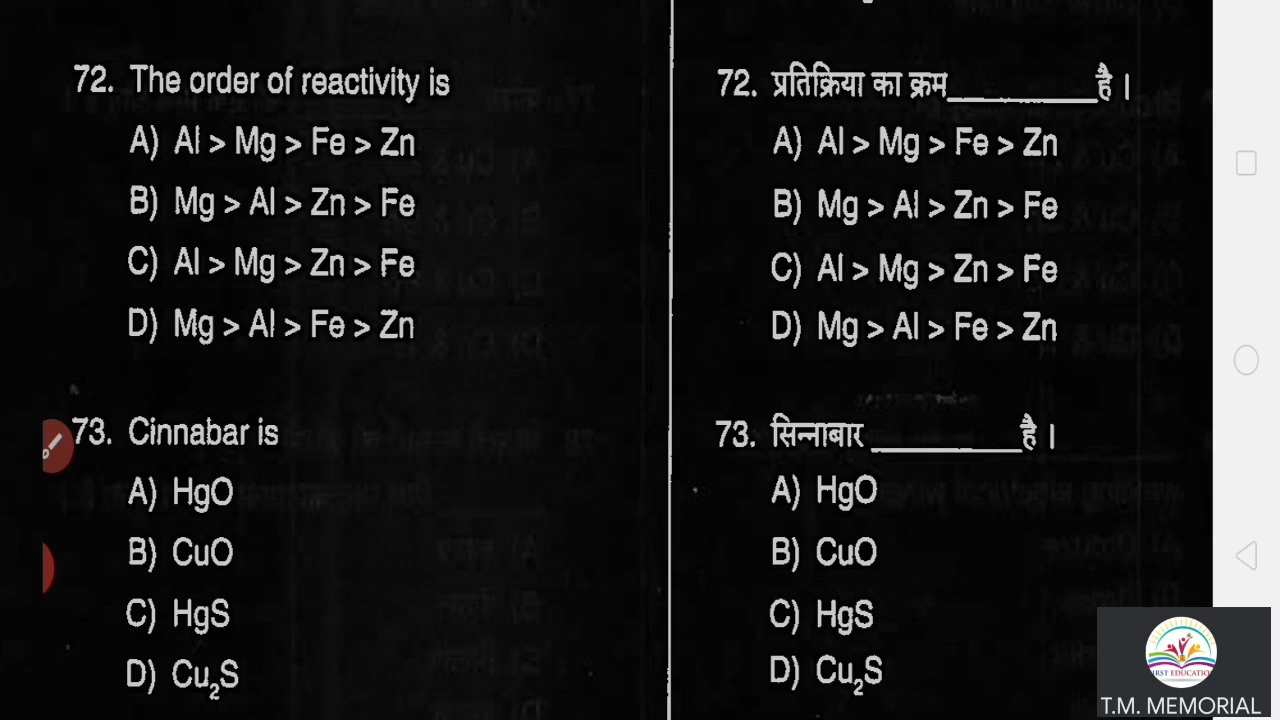 72. The order of reactivity is
A) Al > Mg > Fe > Zn
B) Mg > Al > Zn > Fe
C) Al > Mg > Zn > Fe
D) Mg > Al > Fe > Zn
73. Cinnabar is
A) HgO
B) CuO
C) HgS
D) Cu₂S
72. प्रतिक्रिया का क्रम__________है ।
A) Al > Mg > Fe > Zn
B) Mg > Al > Zn > Fe
C) Al > Mg > Zn > Fe
D) Mg > Al > Fe > Zn
73. सिन्नाबार __________है ।
A) HgO
B) CuO
C) HgS
D) Cu₂S
T.M. MEMORIAL